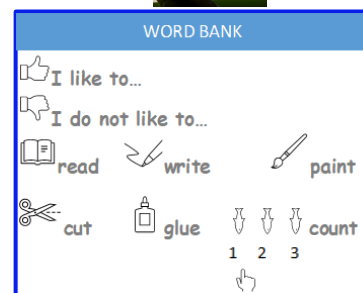 WORD BANK
I like to...
I do not like to...
read write paint
cut glue count
1 2 3